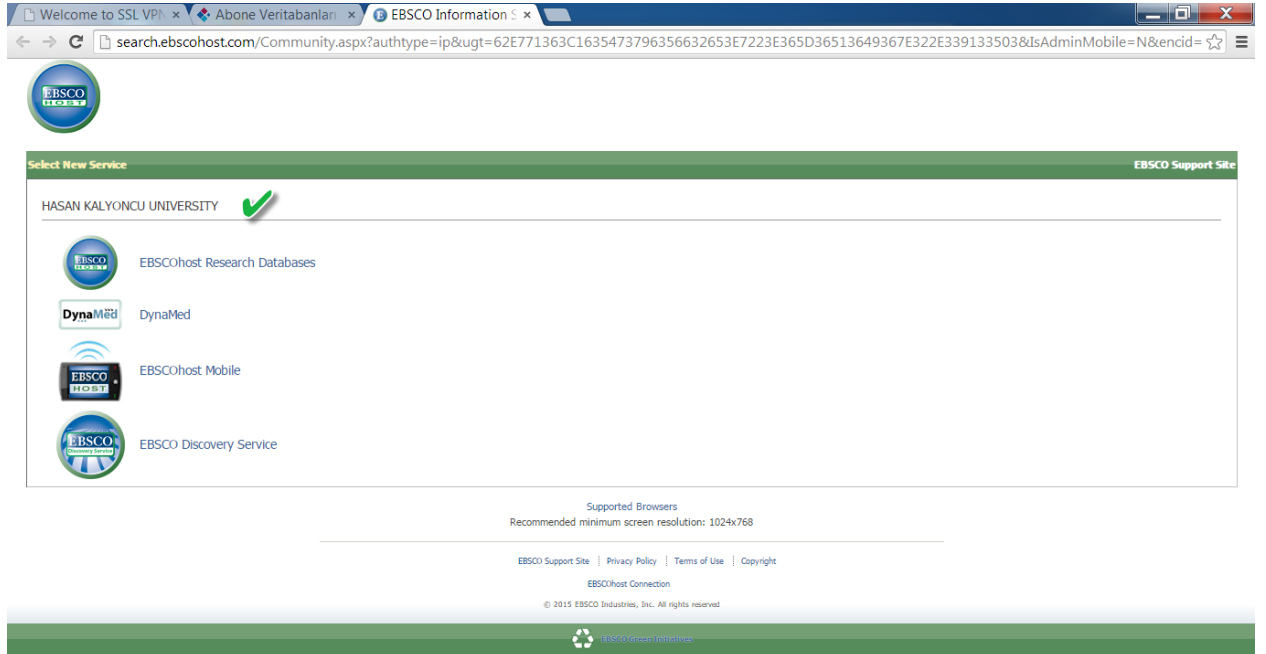 Welcome to SSL VPN
Abone Veritabanları
EBSCO Information S
search.ebscohost.com/Community.aspx?authtype=ip&ugt=62E771363C1635473796356632653E7223E365D36513649367E322E339133503&IsAdminMobile=N&encid=
EBSCO
HOST
Select New Service
EBSCO Support Site
HASAN KALYONCU UNIVERSITY
EBSCO
HOST
EBSCOhost Research Databases
DynaMed
DynaMed
EBSCO
HOST
EBSCOhost Mobile
EBSCO
Discovery Service
EBSCO Discovery Service
Supported Browsers
Recommended minimum screen resolution: 1024x768
EBSCO Support Site | Privacy Policy | Terms of Use | Copyright
EBSCOhost Connection
© 2015 EBSCO Industries, Inc. All rights reserved
EBSCO Green Initiatives